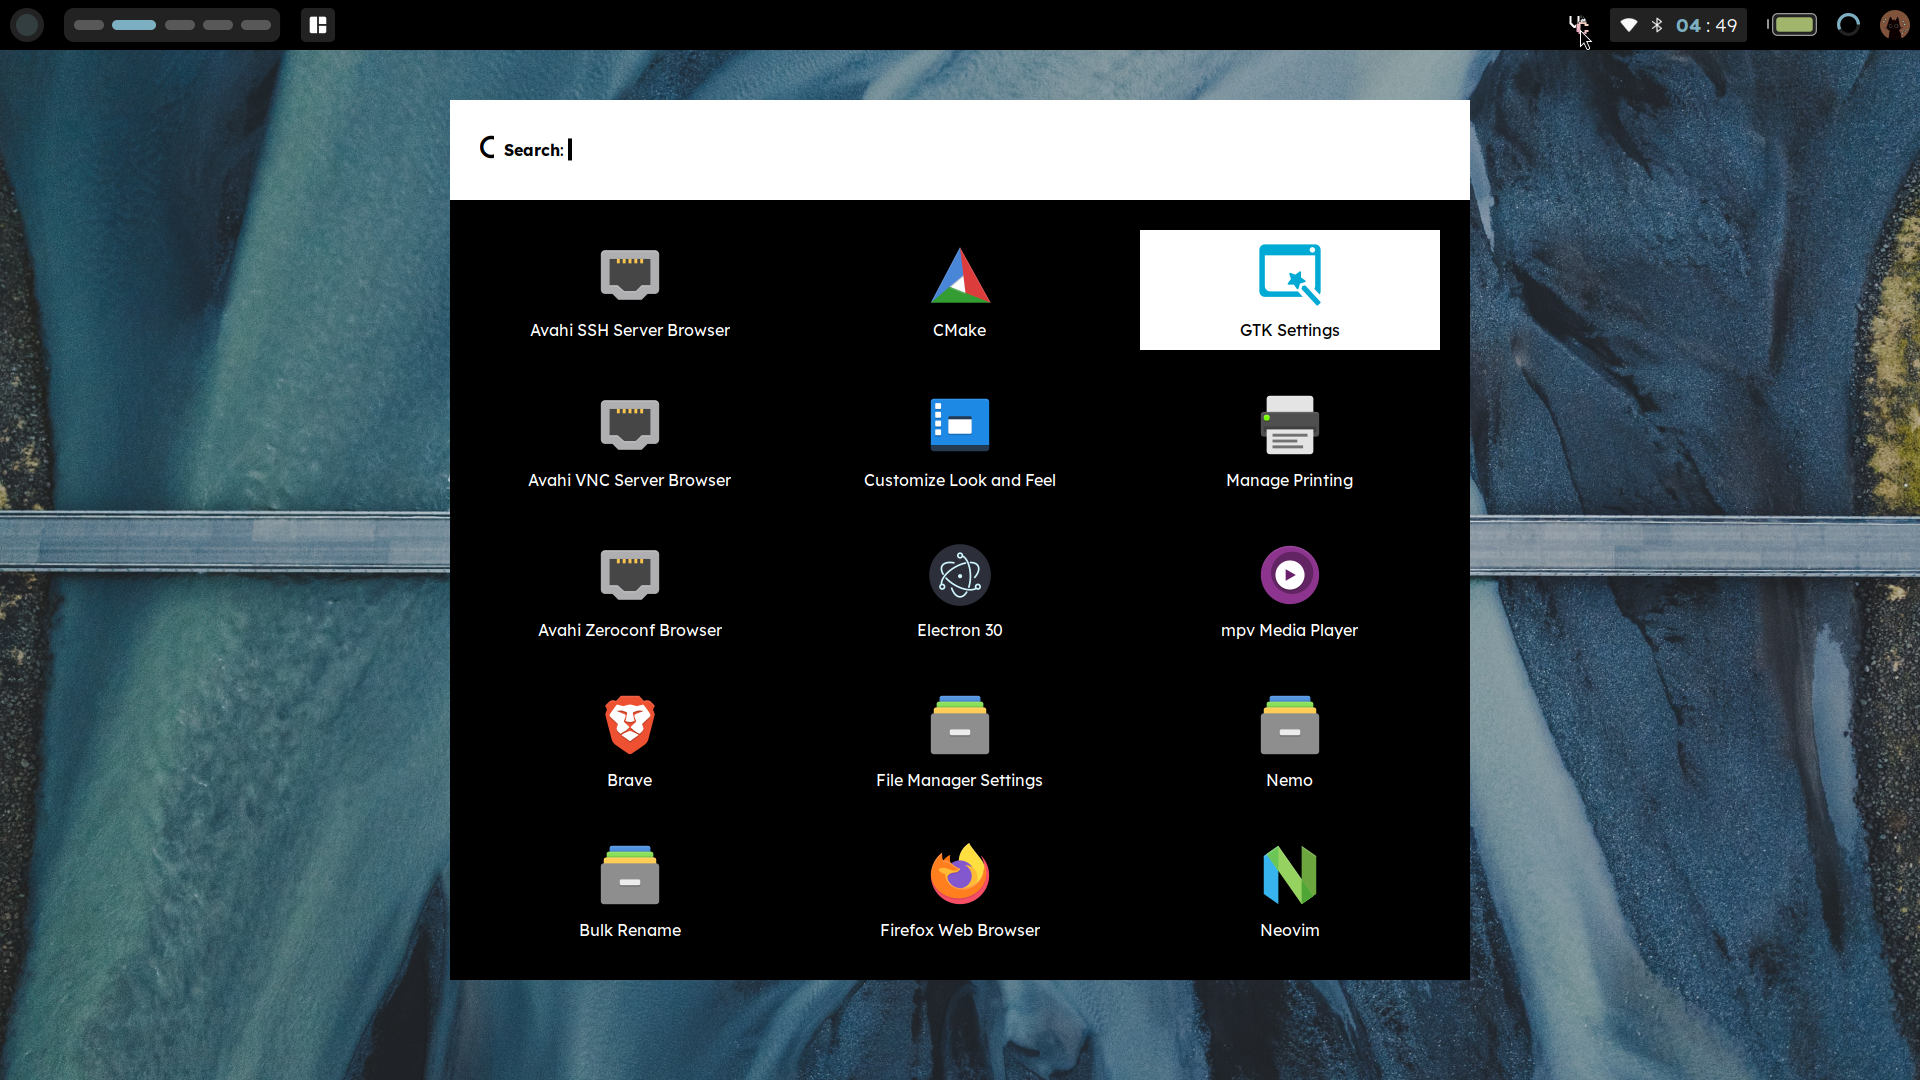 04 : 49
Search:
Avahi SSH Server Browser
CMake
GTK Settings
Avahi VNC Server Browser
Customize Look and Feel
Manage Printing
Avahi Zeroconf Browser
Electron 30
mpv Media Player
Brave
File Manager Settings
Nemo
Bulk Rename
Firefox Web Browser
Neovim